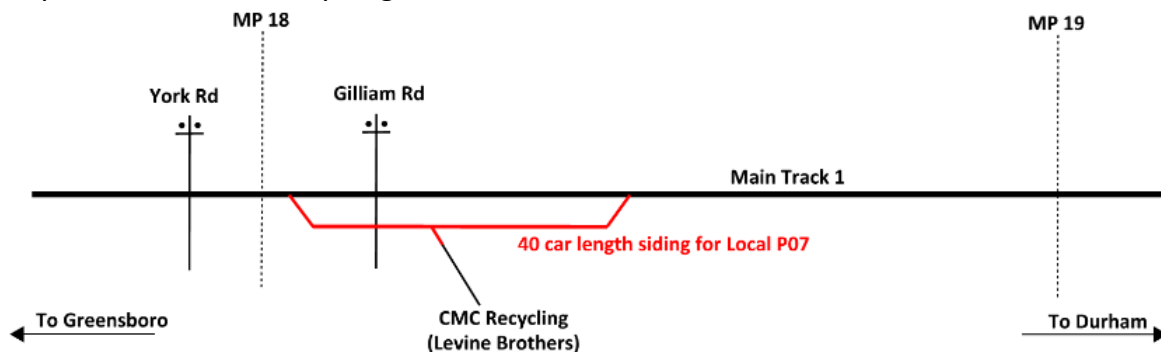 MP 18
MP 19
York Rd
Gilliam Rd
Main Track 1
40 car length siding for Local P07
To Greensboro
CMC Recycling
(Levine Brothers)
To Durham